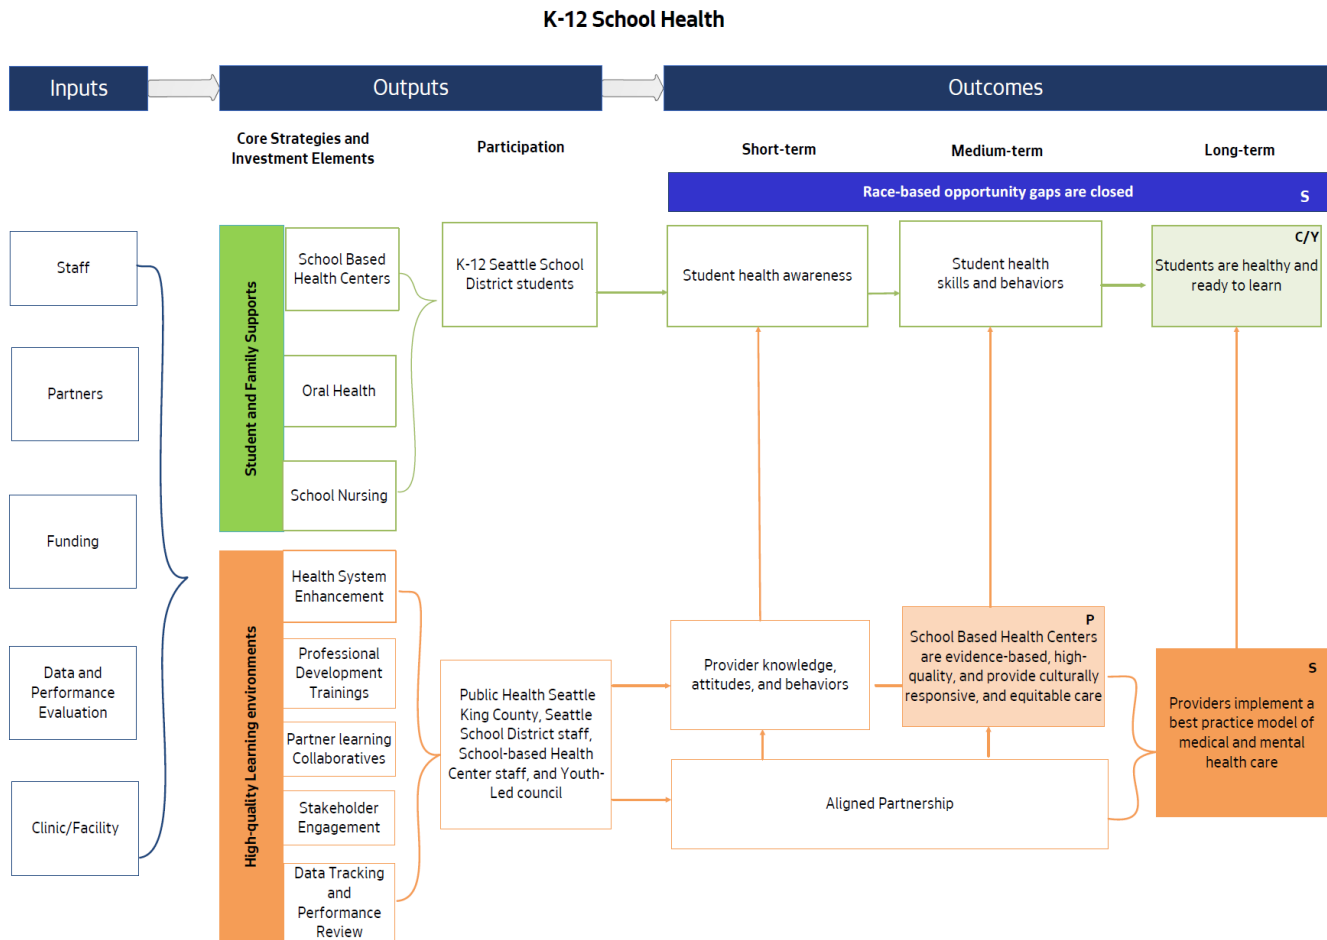 K-12 School Health
Inputs
Outputs
Outcomes
Core Strategies and
Investment Elements
Participation
Short-term
Medium-term
Long-term
Race-based opportunity gaps are closed
S
Staff
Partners
Funding
Data and
Performance
Evaluation
Clinic/Facility
Student and Family Supports
School Based
Health Centers
Oral Health
School Nursing
K-12 Seattle School
District students
Student health awareness
Student health
skills and behaviors
C/Y
Students are healthy and
ready to learn
High-quality Learning environments
Health System
Enhancement
Professional
Development
Trainings
Partner learning
Collaboratives
Stakeholder
Engagement
Data Tracking
and
Performance
Review
Public Health Seattle
King County, Seattle
School District staff,
School-based Health
Center staff, and Youth-
Led council
Provider knowledge,
attitudes, and behaviors
P
School Based Health Centers
are evidence-based, high-
quality, and provide culturally
responsive, and equitable care
Aligned Partnership
S
Providers implement a
best practice model of
medical and mental
health care